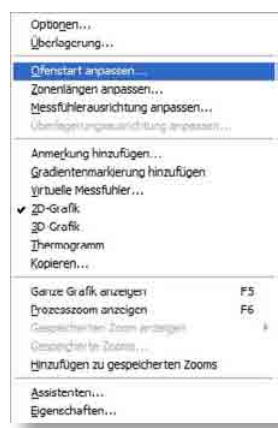 Optionen...
Überlagerung...
Ofenstart anpassen...
Zonenlängen anpassen...
Messfühlerausrichtung anpassen...
Überlagerungsausrichtung anpassen...
Anmerkung hinzufügen...
Gradientenmarkierung hinzufügen
Virtuelle Messfühler...
2D-Grafik
3D Grafik
Thermogramm
Kopieren...
Ganze Grafik anzeigen F5
Prozesszoom anzeigen F6
Gespeicherten Zoom anzeigen
Gespeicherte Zooms...
Hinzufügen zu gespeicherten Zooms
Assistenten...
Eigenschaften...